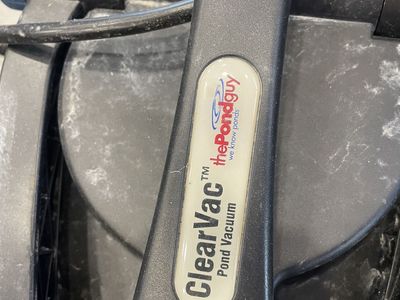 thePondguy
we know ponds
ClearVac™
Pond Vacuum